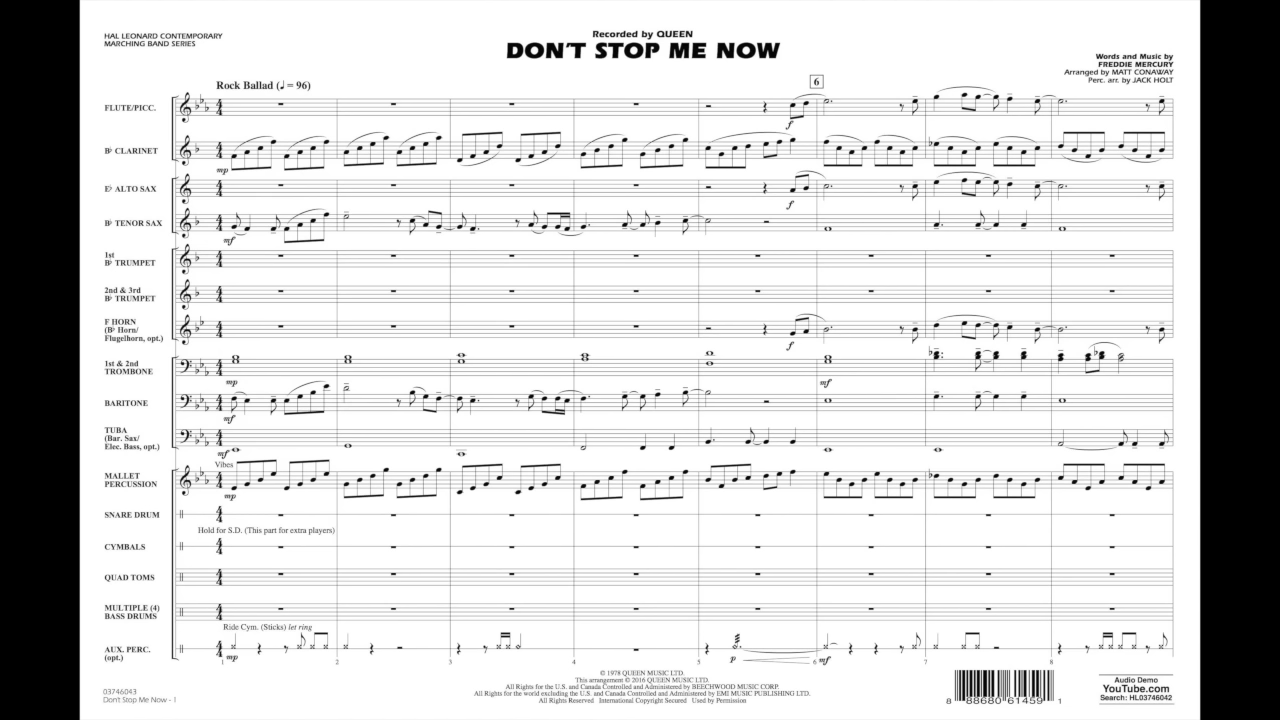 HAL LEONARD CONTEMPORARY
MARCHING BAND SERIES
Recorded by QUEEN
DON'T STOP ME NOW
Words and Music by
FREDDIE MERCURY
Arranged by MATT CONAWAY
Perc. arr. by JACK HOLT
Rock Ballad (♩ = 96)
6
FLUTE/PICC.
f
B♭ CLARINET
mp
E♭ ALTO SAX
f
B♭ TENOR SAX
mf
1st
B♭ TRUMPET
2nd & 3rd
B♭ TRUMPET
F HORN
(B♭ Horn/
Flugelhorn, opt.)
f
1st & 2nd
TROMBONE
mp
mf
BARITONE
mf
TUBA
(Bar. Sax/
Elec. Bass, opt.)
mf
Vibes
MALLET
PERCUSSION
mp
SNARE DRUM
Hold for S.D. (This part for extra players)
CYMBALS
QUAD TOMS
MULTIPLE (4)
BASS DRUMS
Ride Cym. (Sticks) let ring
AUX. PERC.
(opt.)
mp
p
mf
1 2 3 4 5 6 7 8
© 1978 QUEEN MUSIC LTD.
This arrangement © 2016 QUEEN MUSIC LTD.
All Rights for the U.S. and Canada Controlled and Administered by BEECHWOOD MUSIC CORP.
All Rights for the world excluding the U.S. and Canada Controlled and Administered by EMI MUSIC PUBLISHING LTD.
All Rights Reserved International Copyright Secured Used by Permission
03746043
Don't Stop Me Now - 1
8 88680 61459 1
Audio Demo
YouTube.com
Search: HL03746042